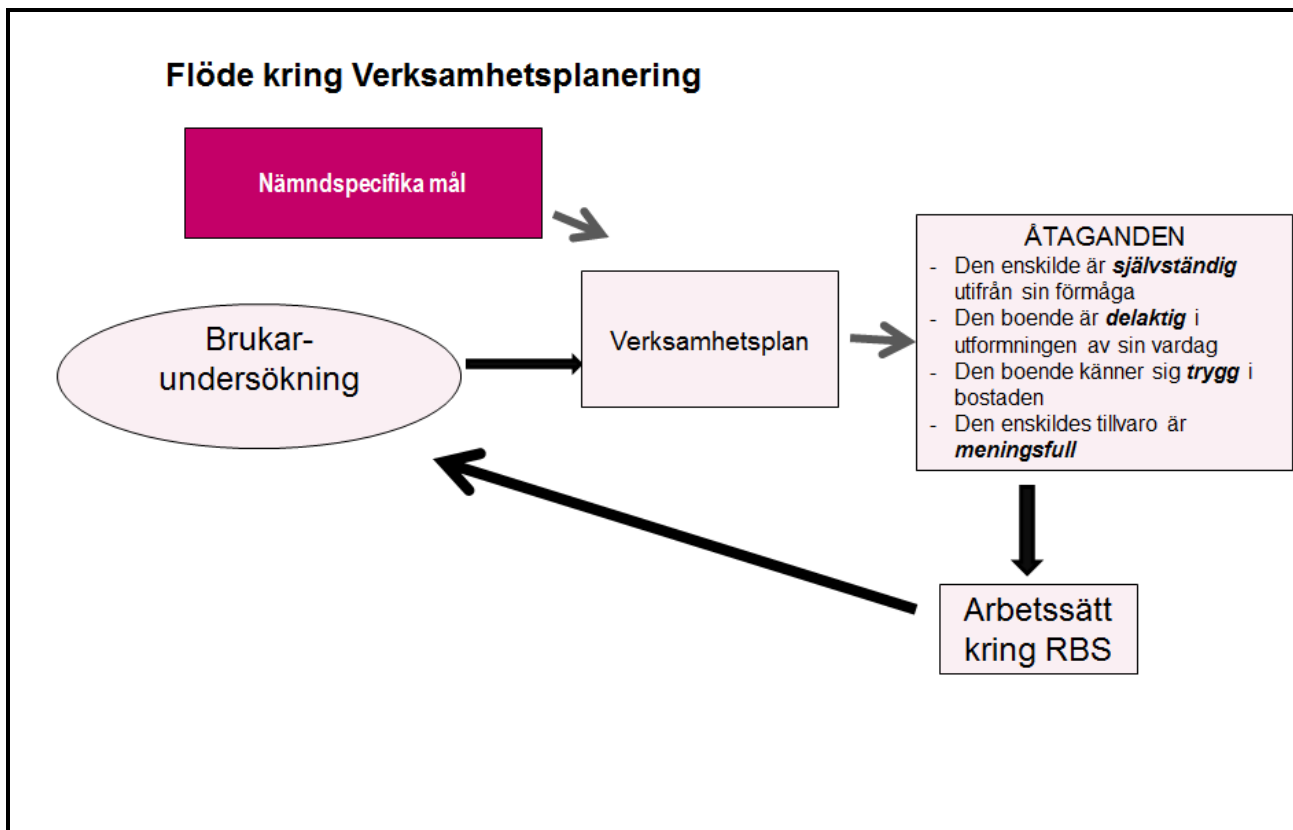 Flöde kring Verksamhetsplanering
Nämndspecifika mål
Brukar-
undersökning
Verksamhetsplan
ÅTAGANDEN
- Den enskilde är självständig
utifrån sin förmåga
- Den boende är delaktig i
utformningen av sin vardag
- Den boende känner sig trygg i
bostaden
- Den enskildes tillvaro är
meningsfull
Arbetssätt
kring RBS